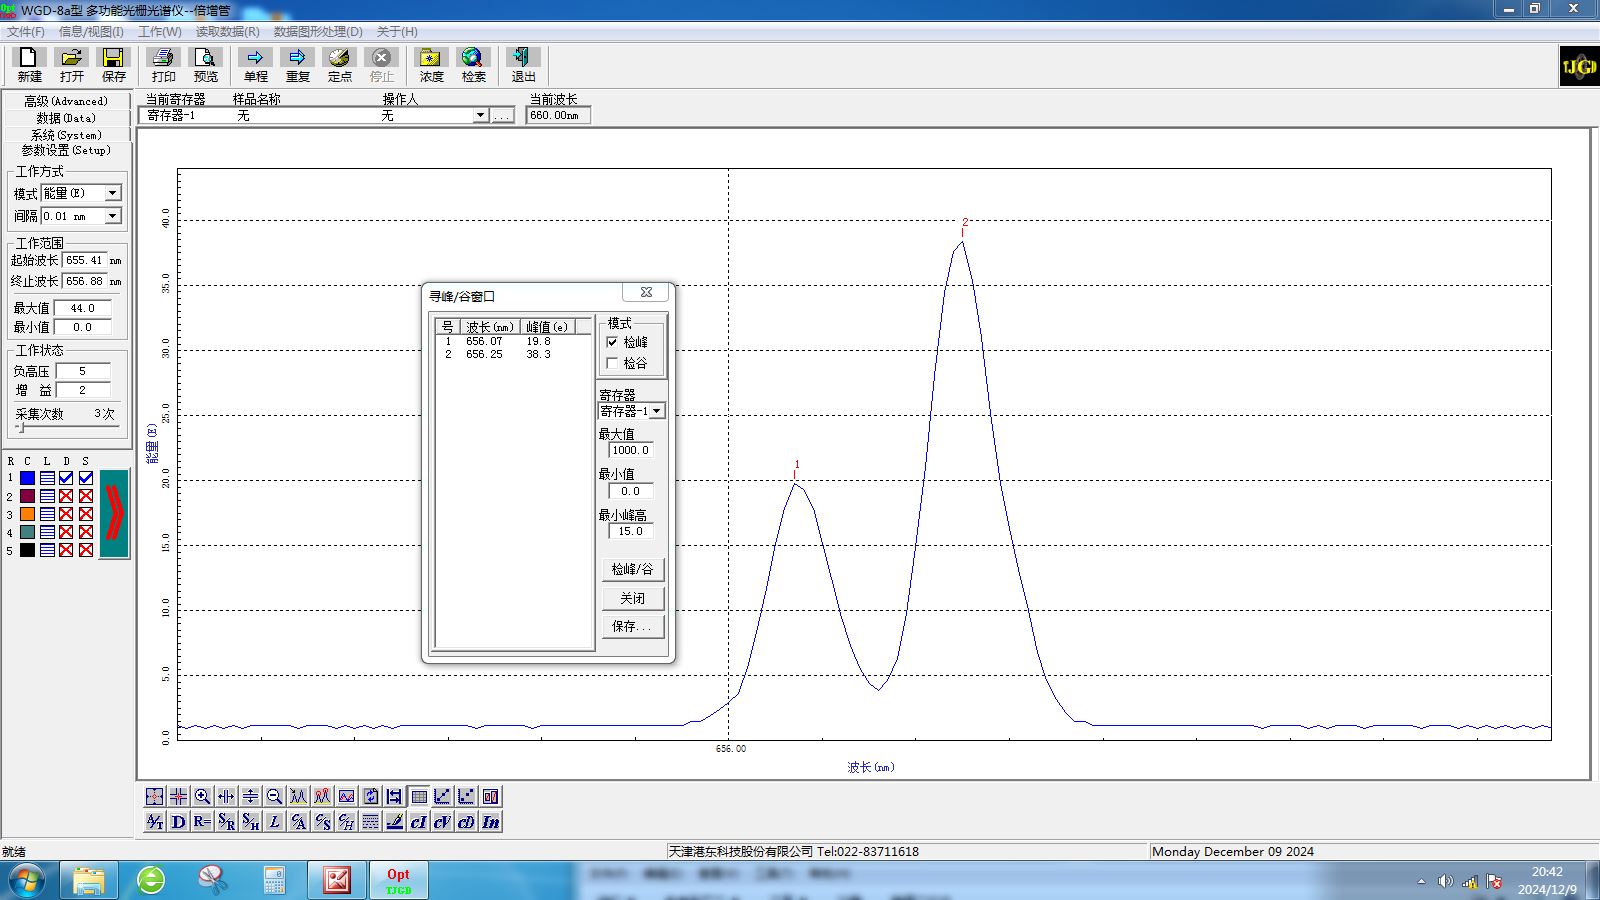 WGD-8a型 多功能光栅光谱仪--倍增管
文件(F) 信息/视图(I) 工作(W) 读取数据(R) 数据图形处理(D) 关于(H)
新建 打开 保存 打印 预览 单程 重复 定点 停止 浓度 检索 退出
TJGD
高级(Advanced)
数据(Data)
系统(System)
参数设置(Setup)
当前寄存器 样品名称 操作人 当前波长
寄存器-1 无 无 ... 660.00nm
工作方式
模式 能量(E)
间隔 0.01 nm
工作范围
起始波长 655.41 nm
终止波长 656.88 nm
最大值 44.0
最小值 0.0
工作状态
负高压 5
增 益 2
采集次数 3次
R C L D S
1
2
3
4
5
40.0
35.0
30.0
25.0
20.0
15.0
10.0
5.0
0.0
能量(E)
656.00
波长(nm)
1
2
寻峰/谷窗口
号 波长(nm) 峰值(e)
1 656.07 19.8
2 656.25 38.3
模式
检峰
检谷
寄存器
寄存器-1
最大值
1000.0
最小值
0.0
最小峰高
15.0
检峰/谷
关闭
保存...
A/T D R= S/R S/H L C/A C/S C/H cI cV cD In
就绪 天津港东科技股份有限公司 Tel:022-83711618 Monday December 09 2024
Opt
TJGD
20:42
2024/12/9